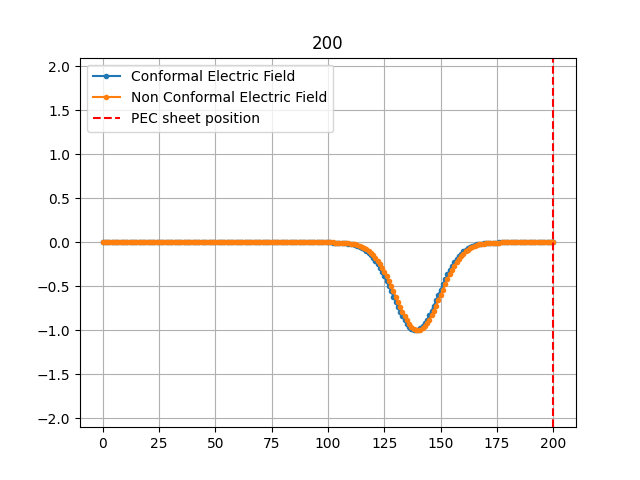 200
Conformal Electric Field
Non Conformal Electric Field
PEC sheet position
2.0
1.5
1.0
0.5
0.0
−0.5
−1.0
−1.5
−2.0
0 25 50 75 100 125 150 175 200